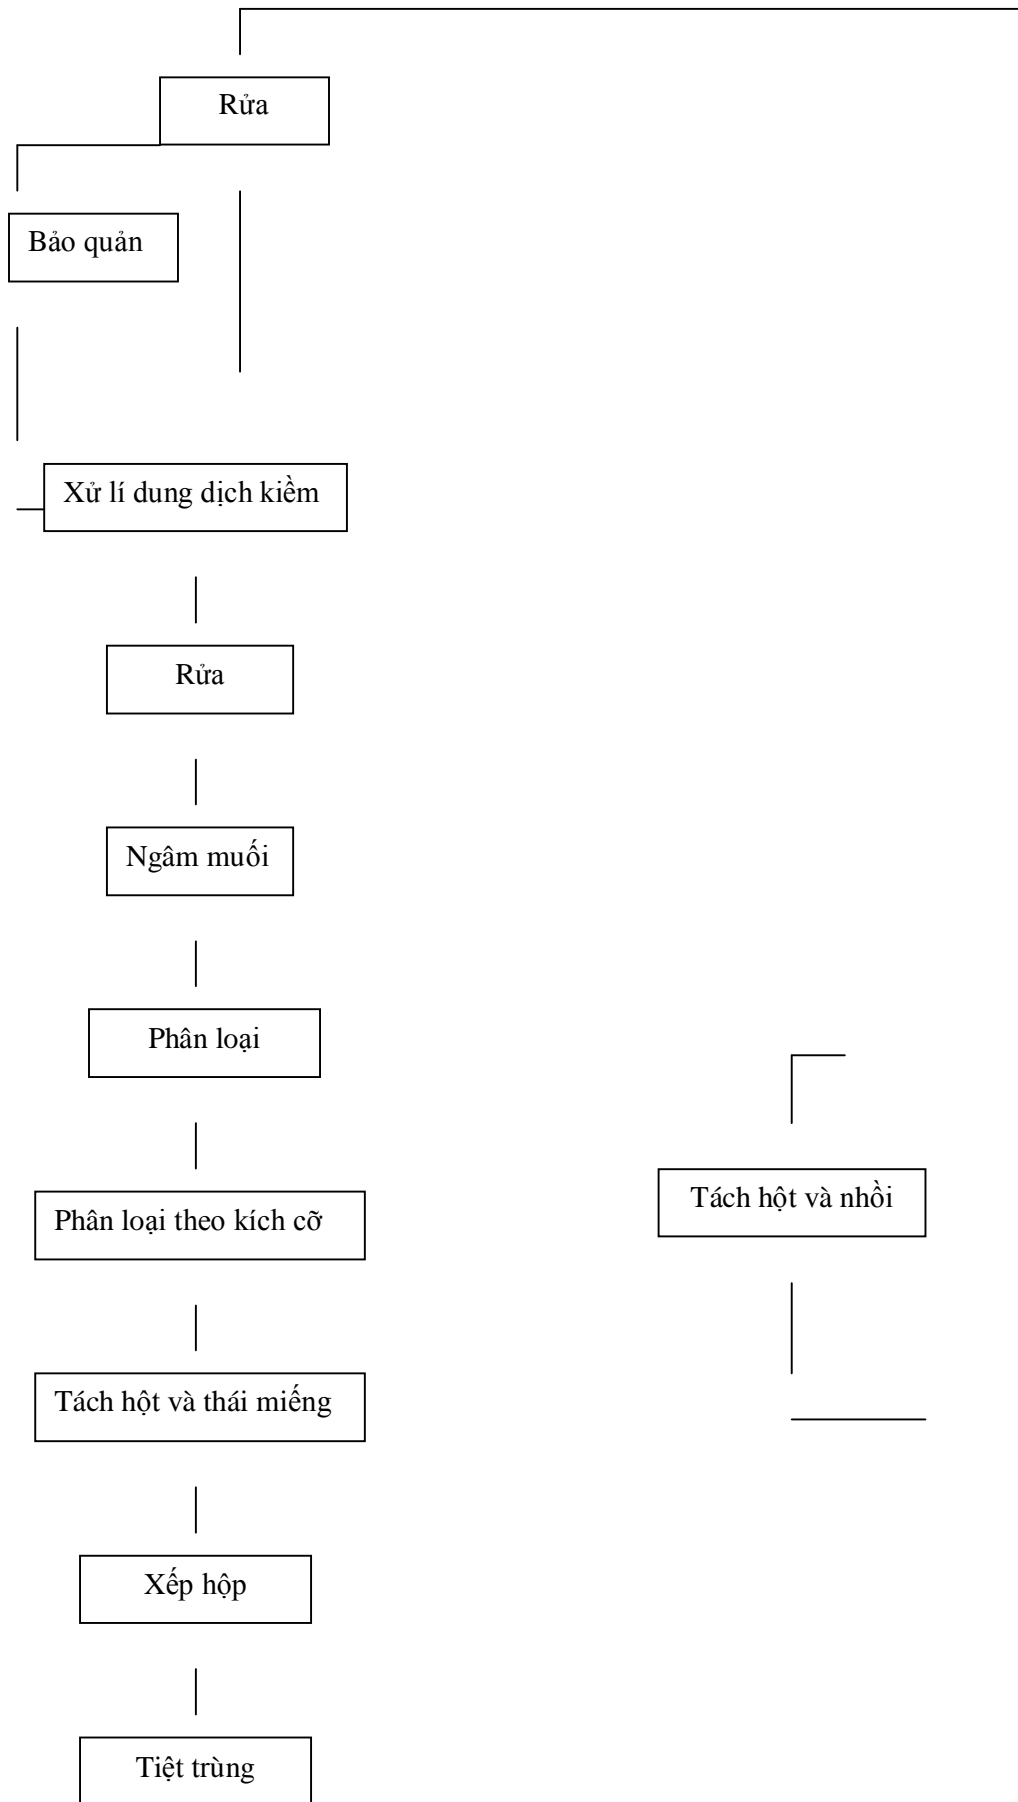 Rửa
Bảo quản
Xử lí dung dịch kiềm
Rửa
Ngâm muối
Phân loại
Phân loại theo kích cỡ
Tách hột và nhồi
Tách hột và thái miếng
Xếp hộp
Tiệt trùng